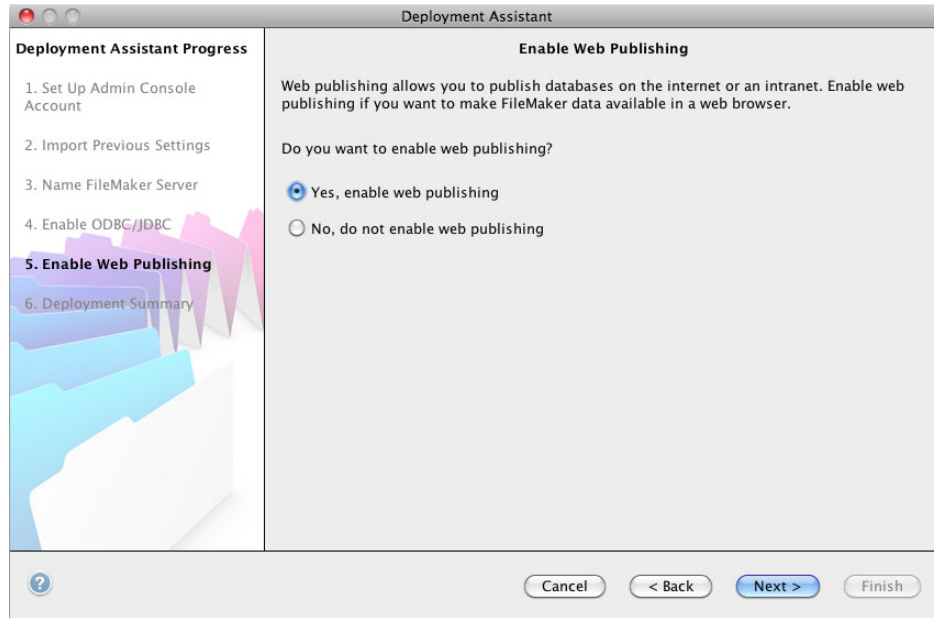 Deployment Assistant
Deployment Assistant Progress
1. Set Up Admin Console
Account
2. Import Previous Settings
3. Name FileMaker Server
4. Enable ODBC/JDBC
5. Enable Web Publishing
6. Deployment Summary
Enable Web Publishing
Web publishing allows you to publish databases on the internet or an intranet. Enable web
publishing if you want to make FileMaker data available in a web browser.
Do you want to enable web publishing?
Yes, enable web publishing
No, do not enable web publishing
?
Cancel
< Back
Next >
Finish